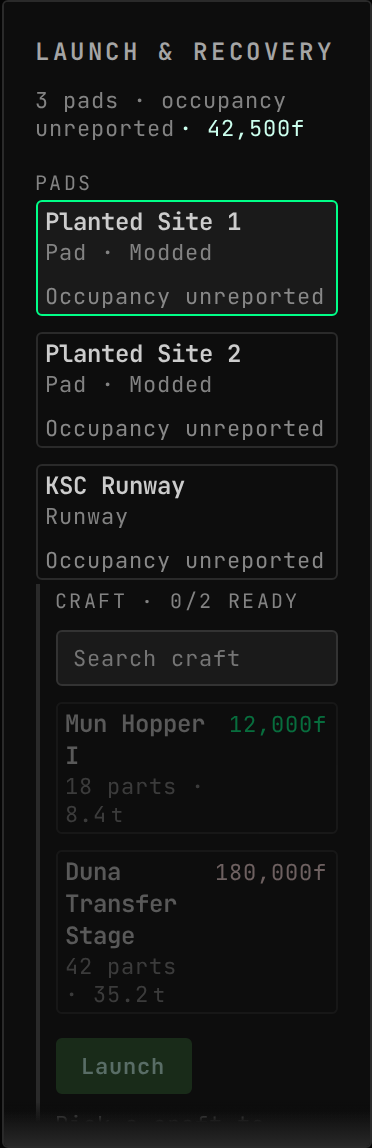 LAUNCH & RECOVERY
3 pads · occupancy
unreported · 42,500f
PADS
Planted Site 1
Pad · Modded
Occupancy unreported
Planted Site 2
Pad · Modded
Occupancy unreported
KSC Runway
Runway
Occupancy unreported
CRAFT · 0/2 READY
Search craft
Mun Hopper 12,000f
I
18 parts ·
8.4t
Duna 180,000f
Transfer
Stage
42 parts
· 35.2t
Launch